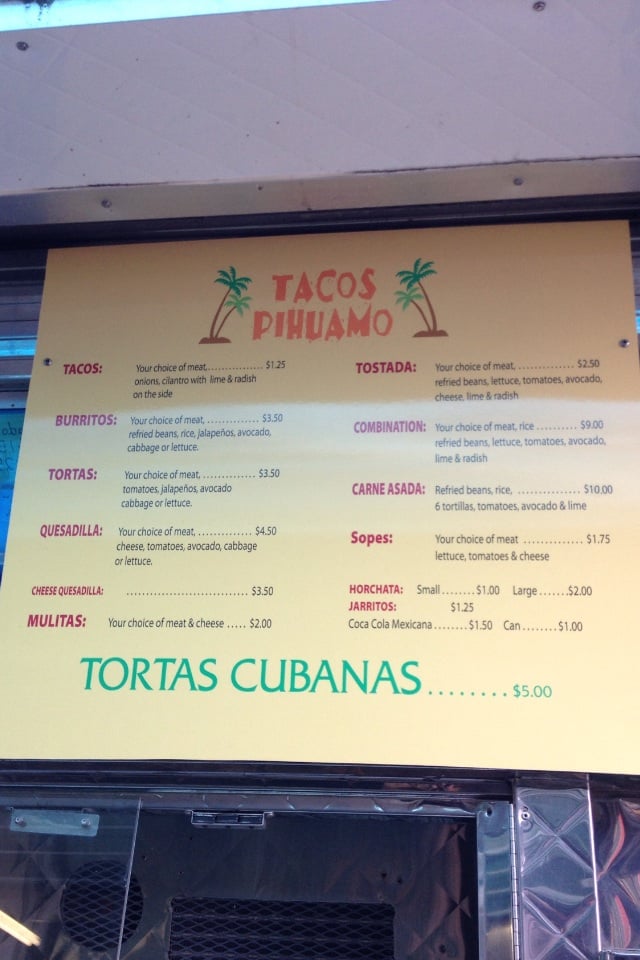 TACOS
PIHUAMO
TACOS: Your choice of meat,................ $1.25
onions, cilantro with lime & radish
on the side
BURRITOS: Your choice of meat,.............. $3.50
refried beans, rice, jalapeños, avocado,
cabbage or lettuce.
TORTAS: Your choice of meat, .............. $3.50
tomatoes, jalapeños, avocado
cabbage or lettuce.
QUESADILLA: Your choice of meat, .............. $4.50
cheese, tomatoes, avocado, cabbage
or lettuce.
CHEESE QUESADILLA: ............................... $3.50
MULITAS: Your choice of meat & cheese ..... $2.00
TOSTADA: Your choice of meat, .............. $2.50
refried beans, lettuce, tomatoes, avocado,
cheese, lime & radish
COMBINATION: Your choice of meat, rice .......... $9.00
refried beans, lettuce, tomatoes, avocado,
lime & radish
CARNE ASADA: Refried beans, rice, ................ $10.00
6 tortillas, tomatoes, avocado & lime
Sopes: Your choice of meat .............. $1.75
lettuce, tomatoes & cheese
HORCHATA: Small ........ $1.00 Large ....... $2.00
JARRITOS: $1.25
Coca Cola Mexicana ........ $1.50 Can ........ $1.00
TORTAS CUBANAS ........ $5.00